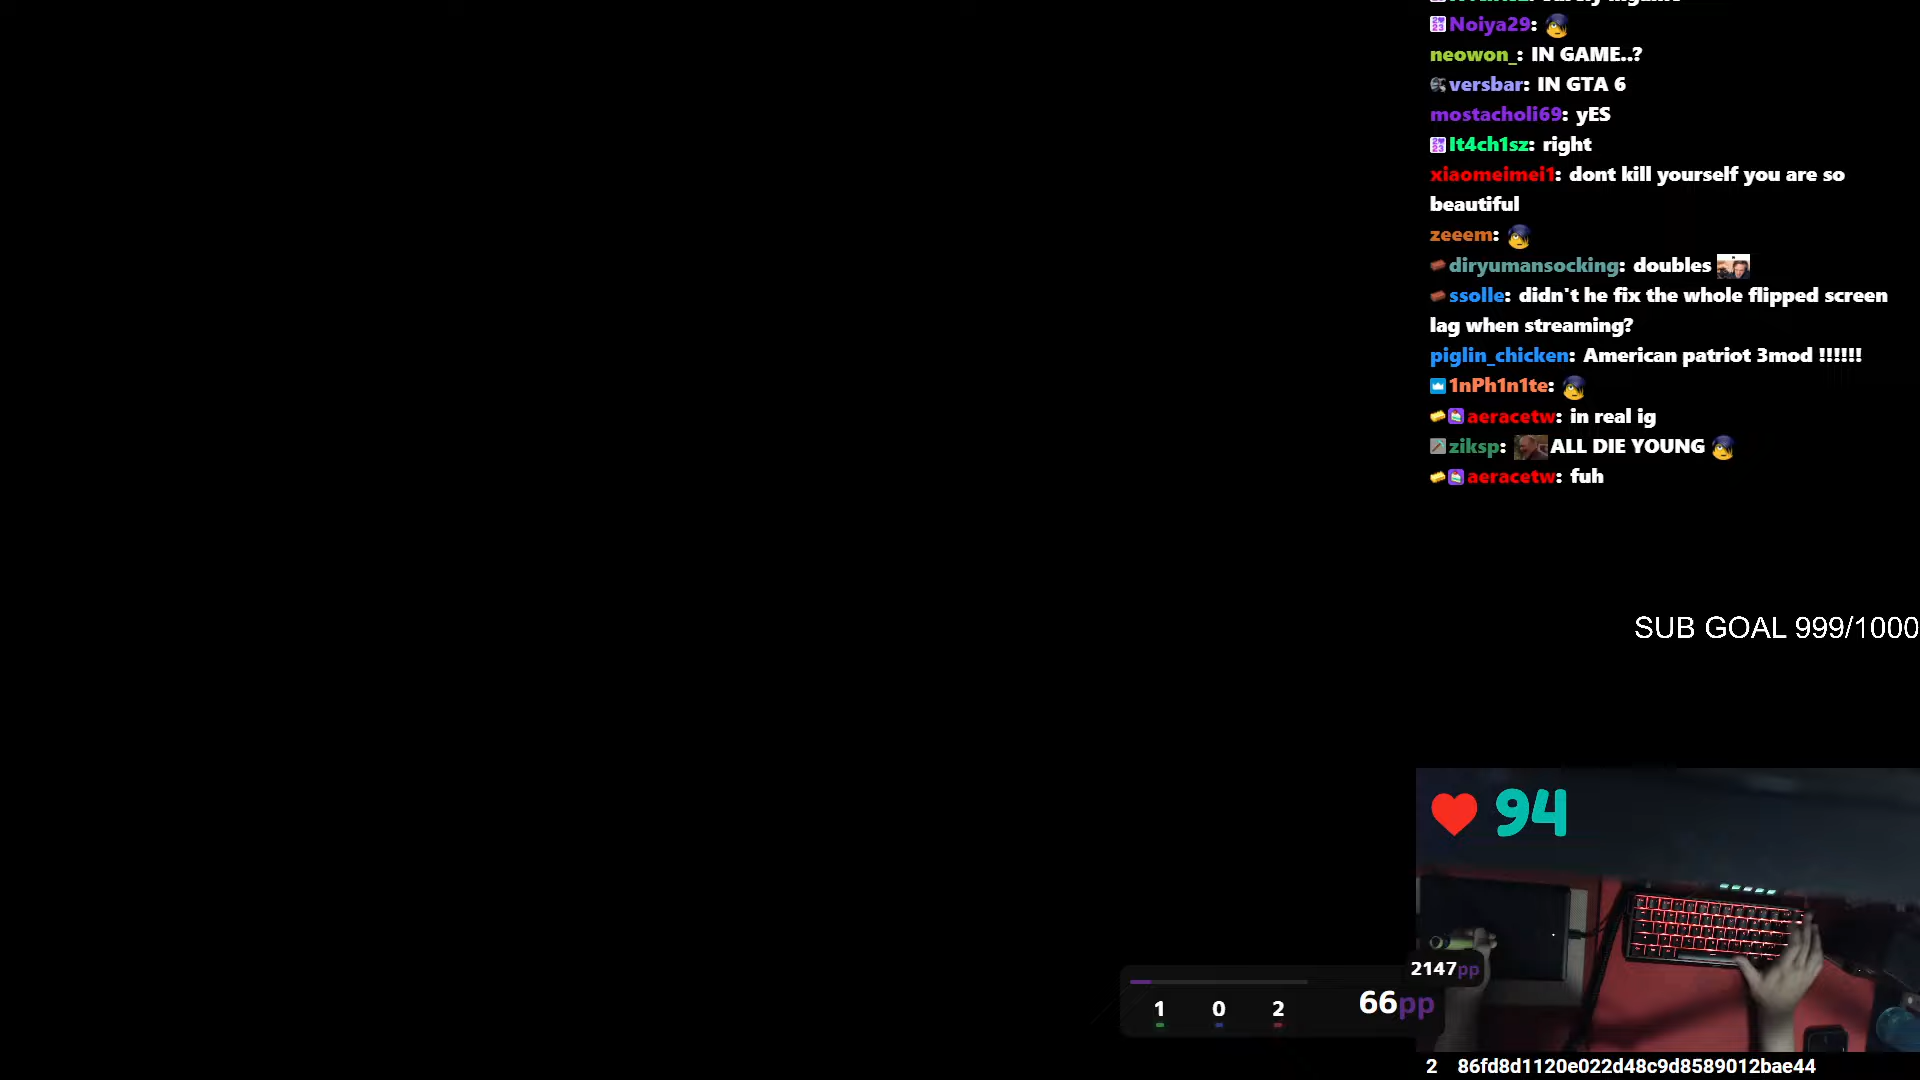 Noiya29:
neowon_: IN GAME..?
versbar: IN GTA 6
mostacholi69: yES
It4ch1sz: right
xiaomeimei1: dont kill yourself you are so
beautiful
zeeem:
diryumansocking: doubles
ssolle: didn't he fix the whole flipped screen
lag when streaming?
piglin_chicken: American patriot 3mod !!!!!!
1nPh1n1te:
aeracetw: in real ig
ziksp: ALL DIE YOUNG
aeracetw: fuh
SUB GOAL 999/1000
94
2147pp
1 0 2 66pp
2 86fd8d1120e022d48c9d8589012bae44